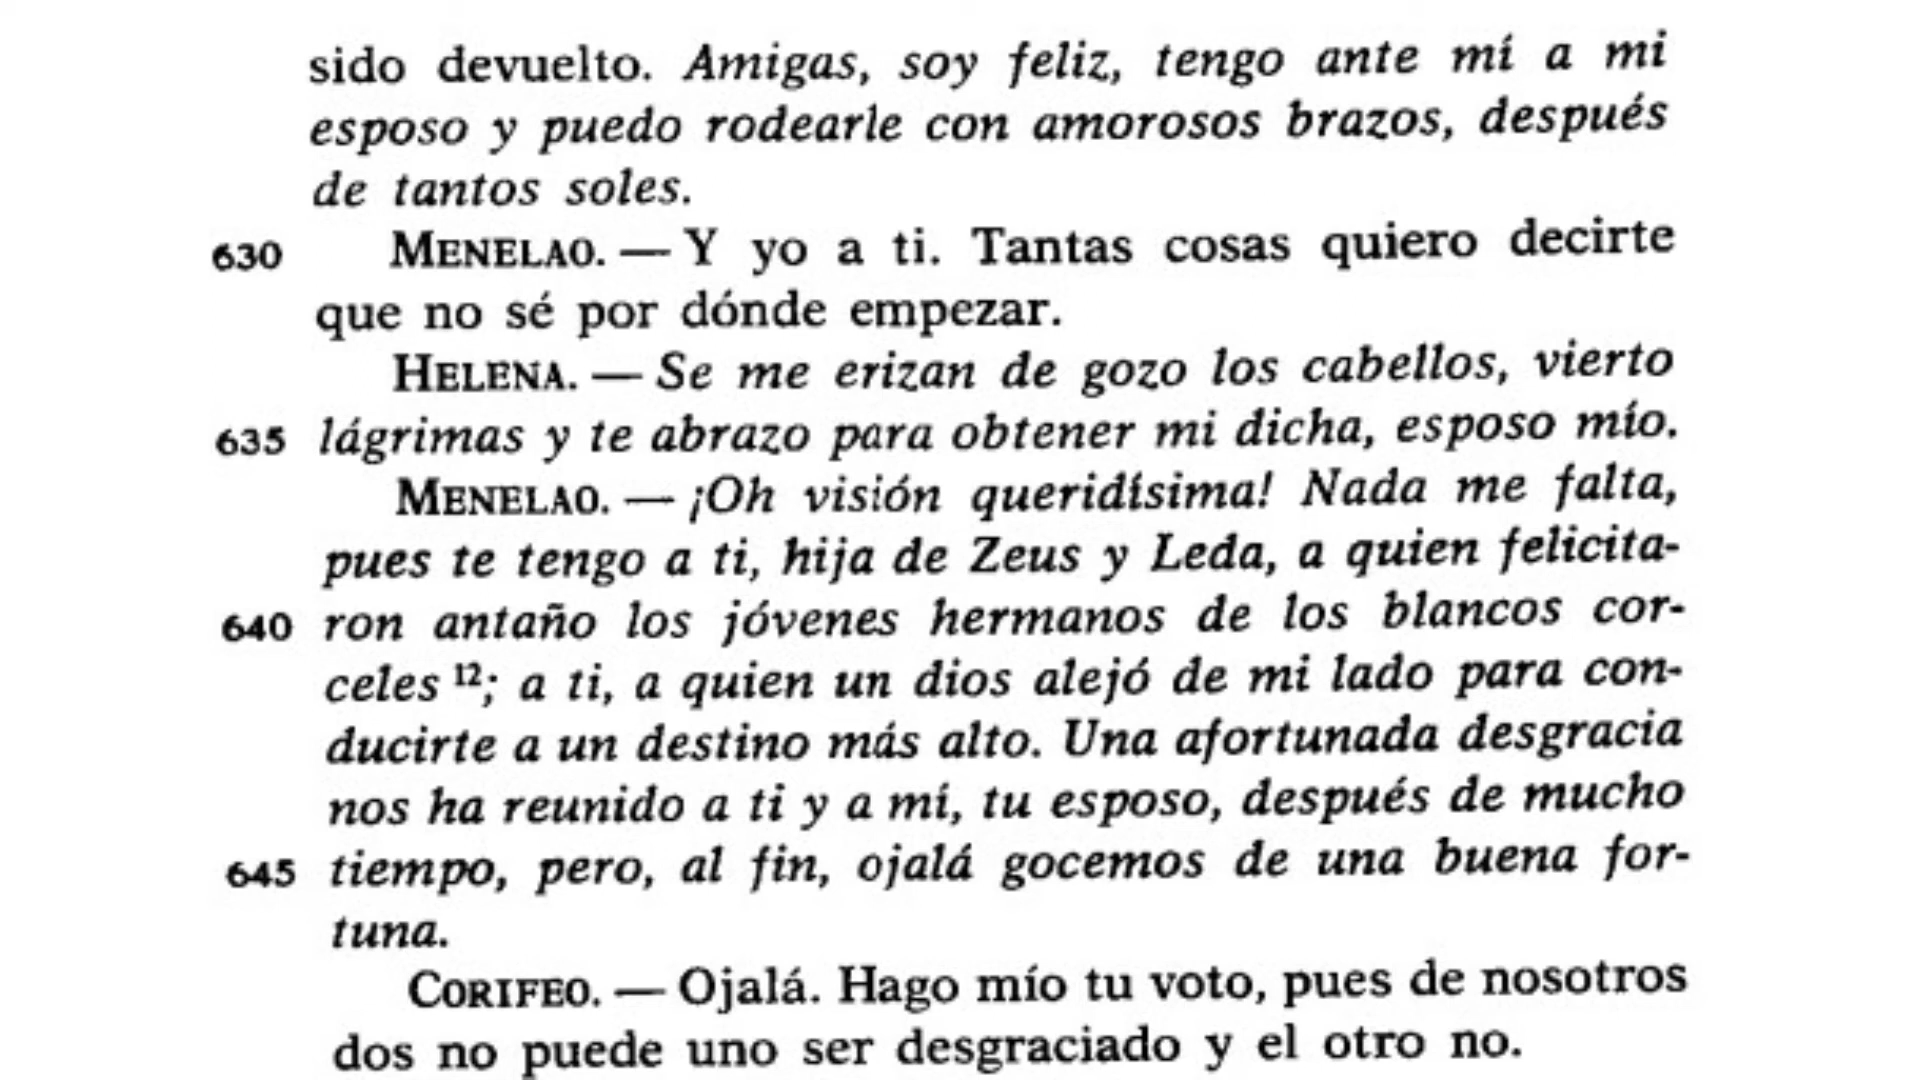 sido devuelto. Amigas, soy feliz, tengo ante mí a mi
esposo y puedo rodearle con amorosos brazos, después
de tantos soles.
630 MENELAO. — Y yo a ti. Tantas cosas quiero decirte
que no sé por dónde empezar.
HELENA. — Se me erizan de gozo los cabellos, vierto
635 lágrimas y te abrazo para obtener mi dicha, esposo mío.
MENELAO. — ¡Oh visión queridísima! Nada me falta,
pues te tengo a ti, hija de Zeus y Leda, a quien felicita-
640 ron antaño los jóvenes hermanos de los blancos cor-
celes 12; a ti, a quien un dios alejó de mi lado para con-
ducirte a un destino más alto. Una afortunada desgracia
nos ha reunido a ti y a mí, tu esposo, después de mucho
645 tiempo, pero, al fin, ojalá gocemos de una buena for-
tuna.
CORIFEO. — Ojalá. Hago mío tu voto, pues de nosotros
dos no puede uno ser desgraciado y el otro no.